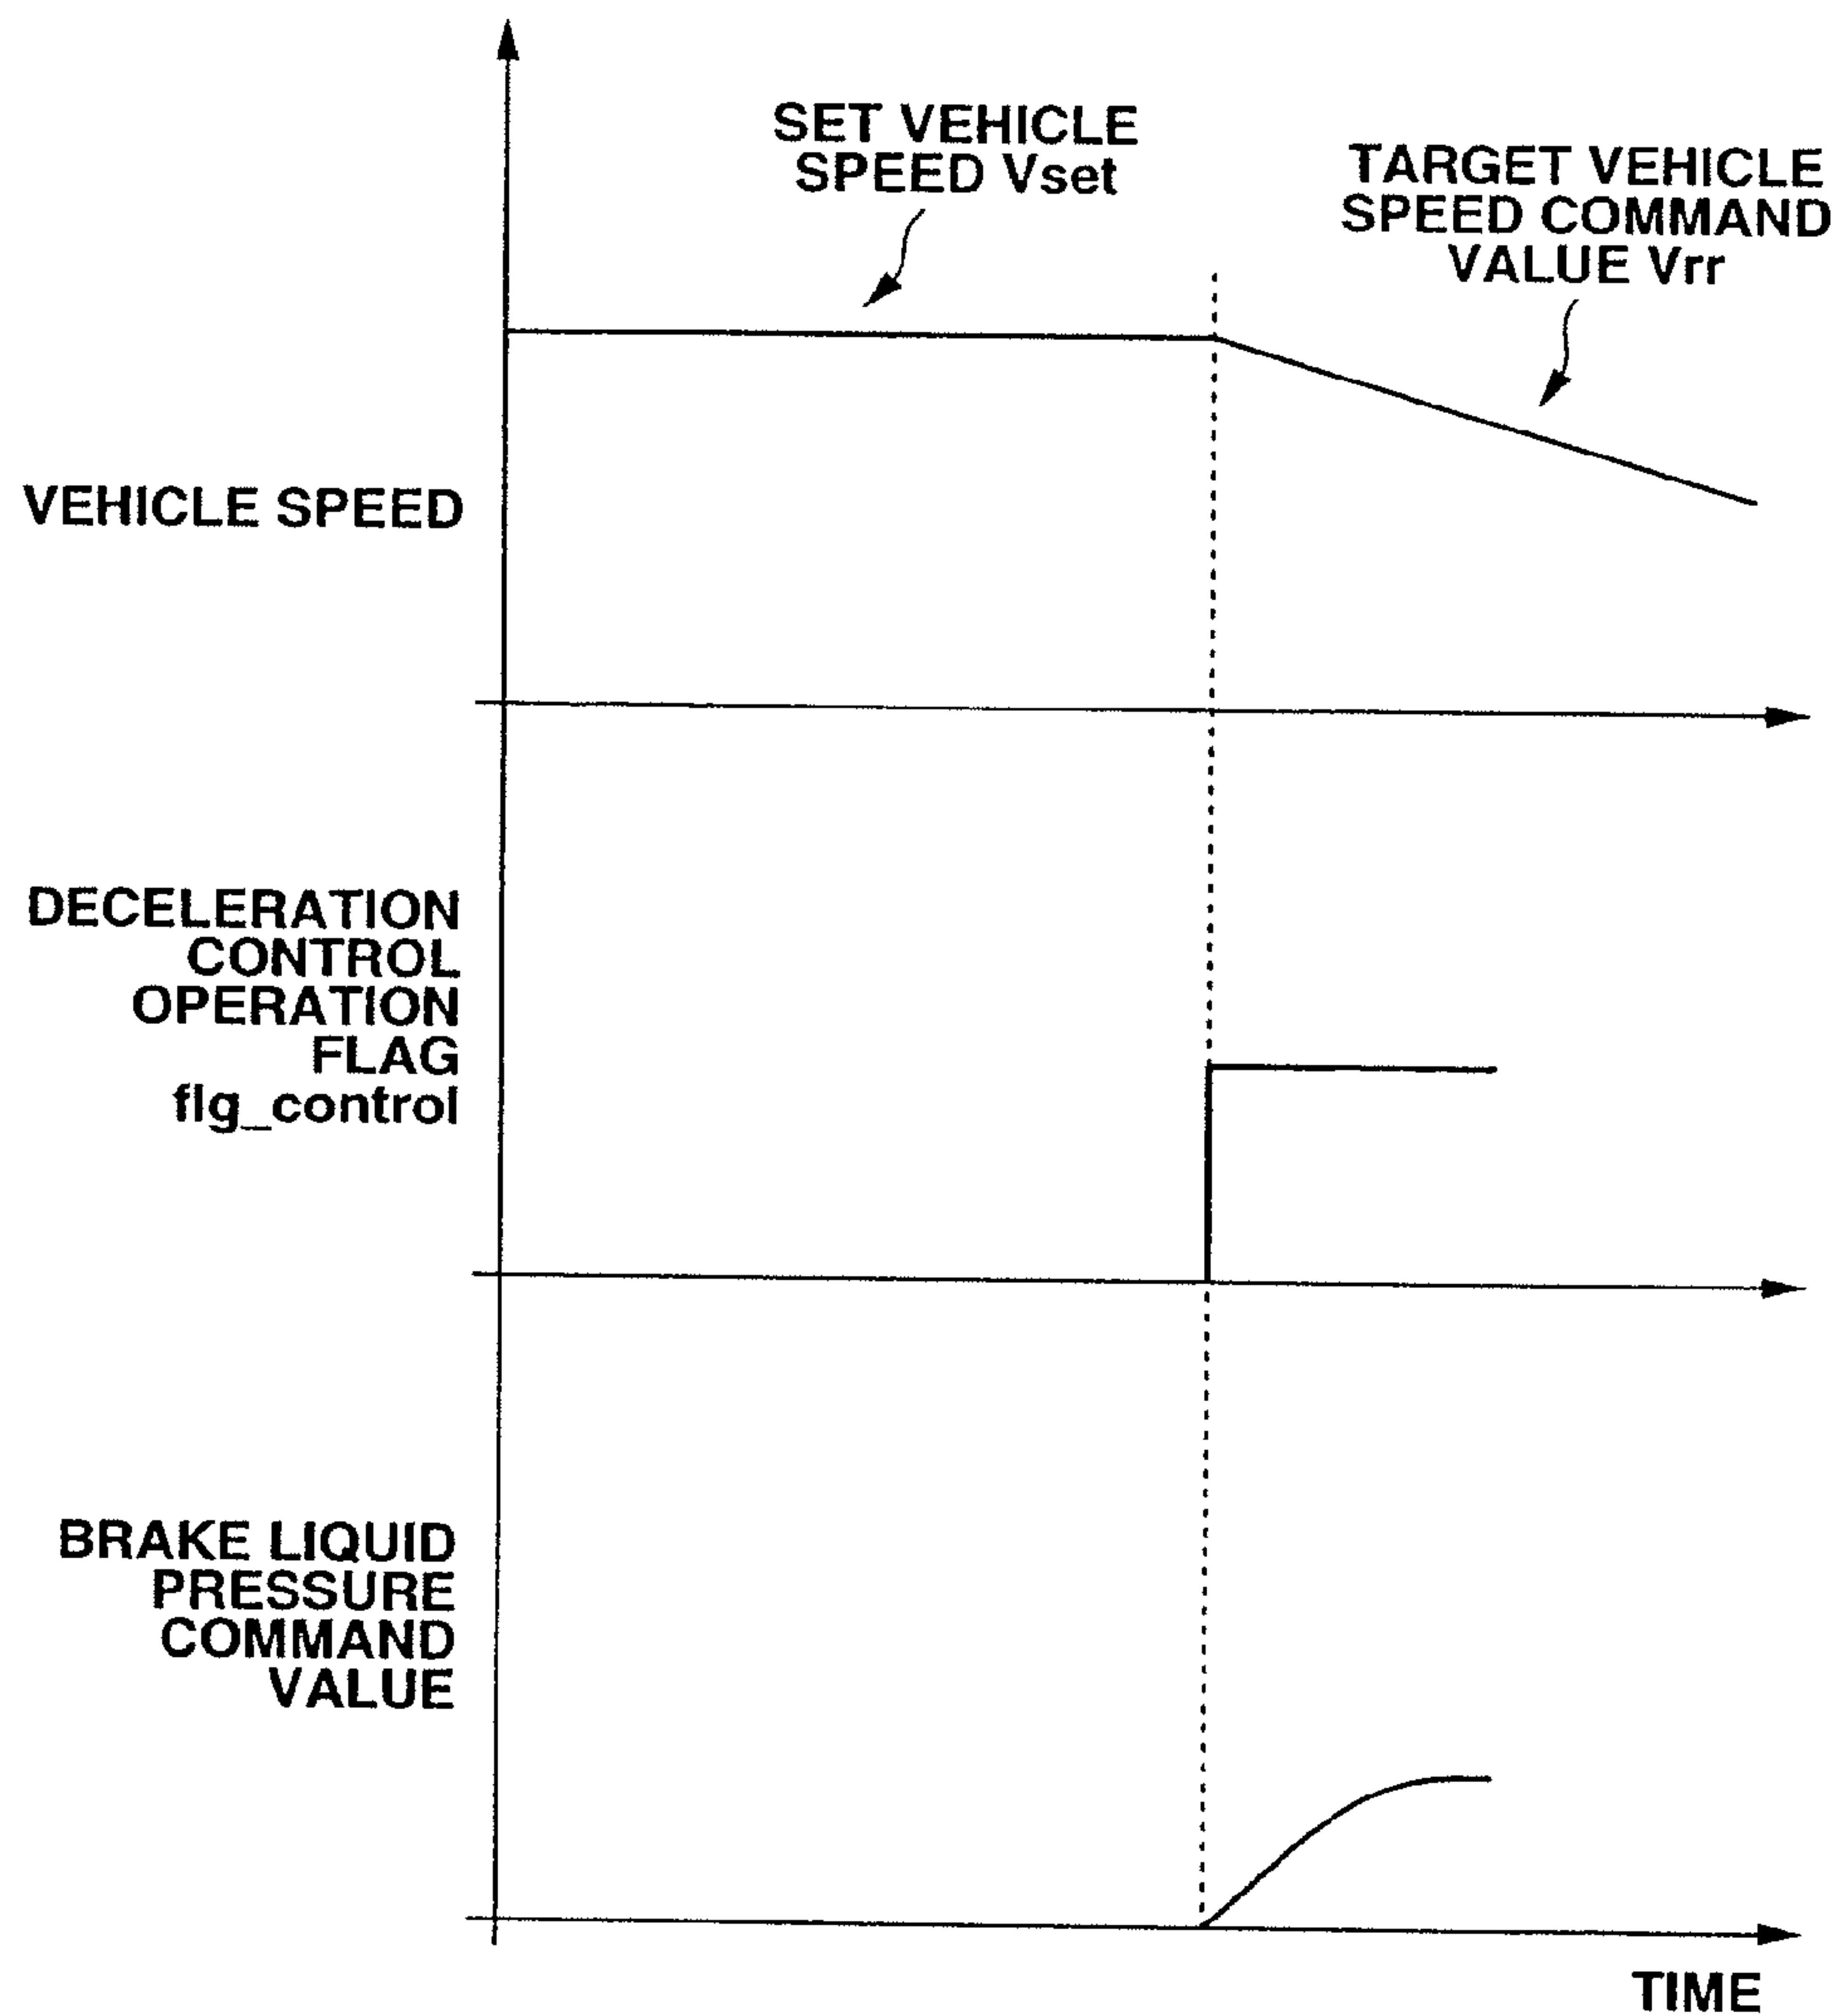 SET VEHICLE
SPEED Vset
TARGET VEHICLE
SPEED COMMAND
VALUE Vrr
VEHICLE SPEED
DECELERATION
CONTROL
OPERATION
FLAG
flg_control
BRAKE LIQUID
PRESSURE
COMMAND
VALUE
TIME